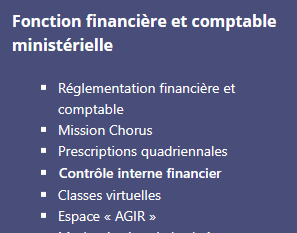 Fonction financière et comptable
ministérielle
Réglementation financière et
comptable
Mission Chorus
Prescriptions quadriennales
Contrôle interne financier
Classes virtuelles
Espace « AGIR »